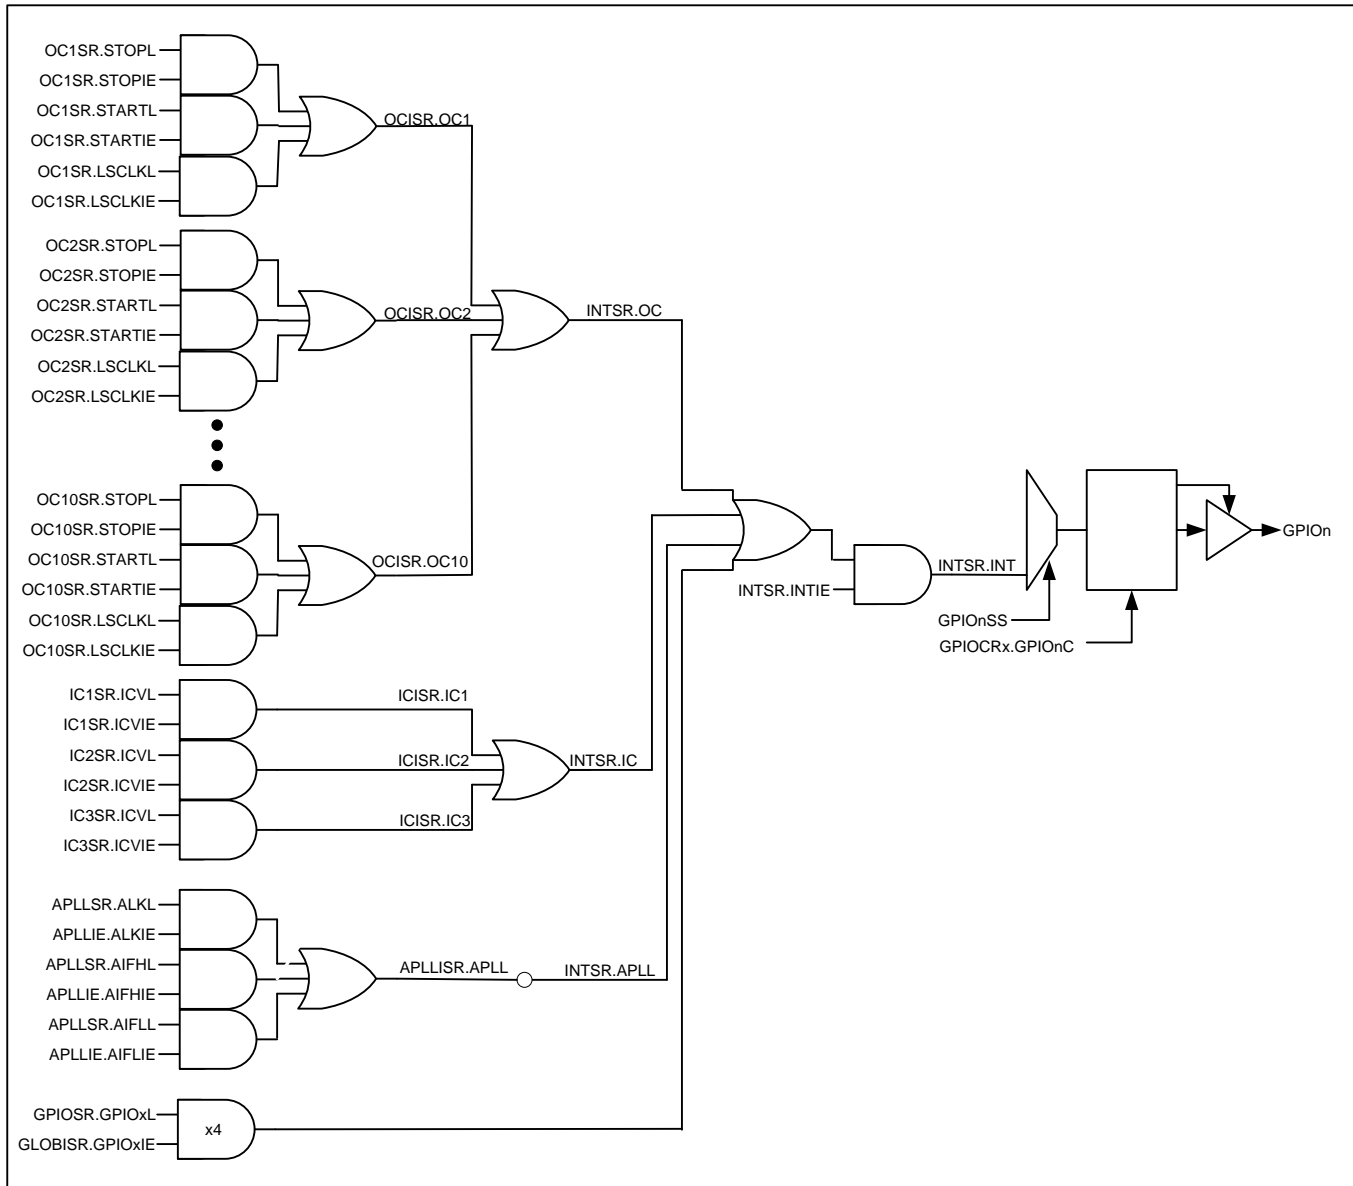 OC1SR.STOPL
OC1SR.STOPIE
OC1SR.STARTL
OC1SR.STARTIE
OC1SR.LSCLKL
OC1SR.LSCLKIE
OCISR.OC1
OC2SR.STOPL
OC2SR.STOPIE
OC2SR.STARTL
OC2SR.STARTIE
OC2SR.LSCLKL
OC2SR.LSCLKIE
OCISR.OC2
INTSR.OC
OC10SR.STOPL
OC10SR.STOPIE
OC10SR.STARTL
OC10SR.STARTIE
OC10SR.LSCLKL
OC10SR.LSCLKIE
OCISR.OC10
INTSR.INTIE
INTSR.INT
GPIOnSS
GPIOCRx.GPIOnC
GPIOn
IC1SR.ICVL
IC1SR.ICVIE
IC2SR.ICVL
IC2SR.ICVIE
IC3SR.ICVL
IC3SR.ICVIE
ICISR.IC1
ICISR.IC2
ICISR.IC3
INTSR.IC
APLLSR.ALKL
APLLIE.ALKIE
APLLSR.AIFHL
APLLIE.AIFHIE
APLLSR.AIFLL
APLLIE.AIFLIE
APLLISR.APLL
INTSR.APLL
GPIOSR.GPIOxL
GLOBISR.GPIOxIE
x4